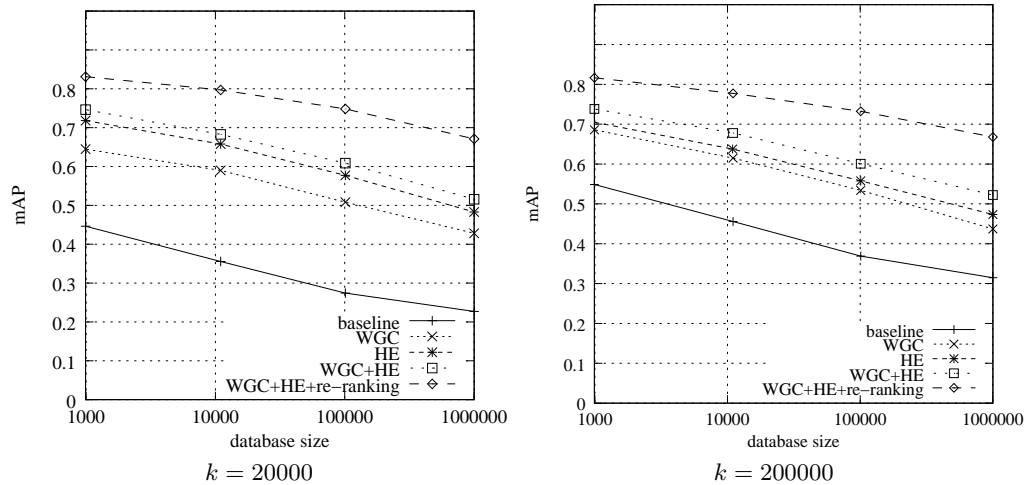 mAP
0.8
0.7
0.6
0.5
0.4
0.3
0.2
0.1
0
1000
10000
100000
1000000
database size
baseline
WGC
HE
WGC+HE
WGC+HE+re−ranking
k = 20000
mAP
0.8
0.7
0.6
0.5
0.4
0.3
0.2
0.1
0
1000
10000
100000
1000000
database size
baseline
WGC
HE
WGC+HE
WGC+HE+re−ranking
k = 200000